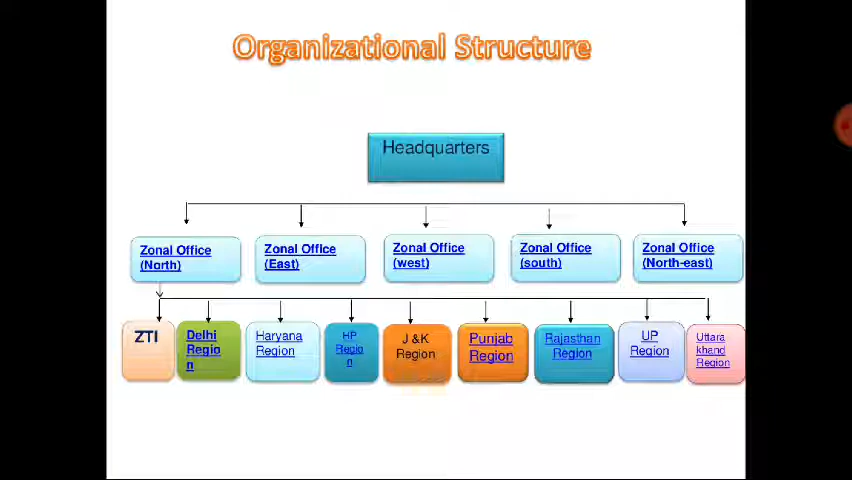 Organizational Structure
Headquarters
Zonal Office
(North)
Zonal Office
(East)
Zonal Office
(west)
Zonal Office
(south)
Zonal Office
(North-east)
ZTI
Delhi
Regio
n
Haryana
Region
HP
Regio
n
J &K
Region
Punjab
Region
Rajasthan
Region
UP
Region
Uttara
khand
Region